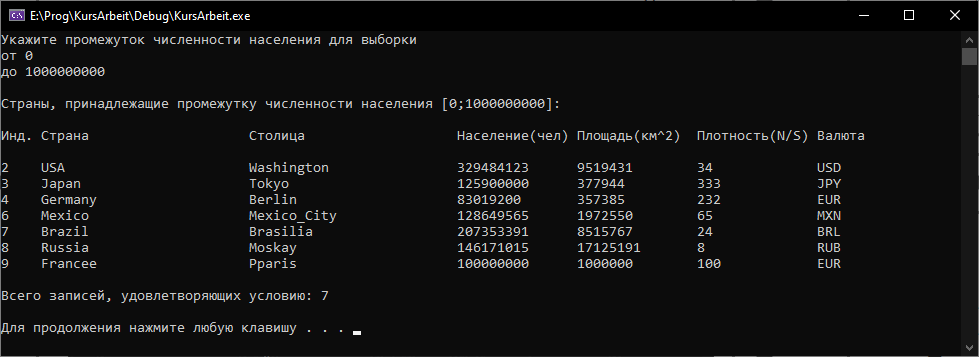 E:\Prog\KursArbeit\Debug\KursArbeit.exe
Укажите промежуток численности населения для выборки
от 0
до 1000000000
Страны, принадлежащие промежутку численности населения [0;1000000000]:
Инд. Страна Столица Население(чел) Площадь(км^2) Плотность(N/S) Валюта
2 USA Washington 329484123 9519431 34 USD
3 Japan Tokyo 125900000 377944 333 JPY
4 Germany Berlin 83019200 357385 232 EUR
6 Mexico Mexico_City 128649565 1972550 65 MXN
7 Brazil Brasilia 207353391 8515767 24 BRL
8 Russia Moskay 146171015 17125191 8 RUB
9 Francee Pparis 100000000 1000000 100 EUR
Всего записей, удовлетворяющих условию: 7
Для продолжения нажмите любую клавишу . . .